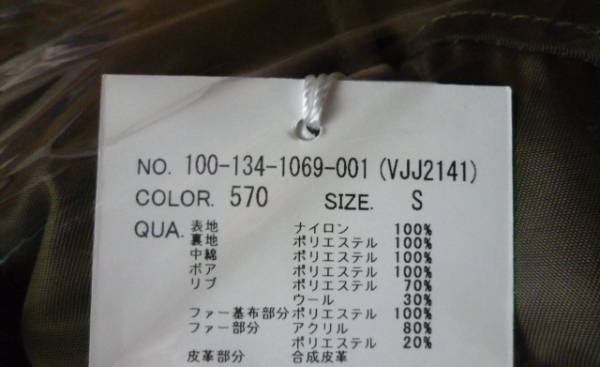 NO. 100-134-1069-001 (VJJ2141)
COLOR. 570 SIZE. S
QUA. 表地 ナイロン 100%
裏地 ポリエステル 100%
中綿 ポリエステル 100%
ボア ポリエステル 100%
リブ ポリエステル 70%
ウール 30%
ファー基布部分 ポリエステル 100%
ファー部分 アクリル 80%
ポリエステル 20%
皮革部分 合成皮革